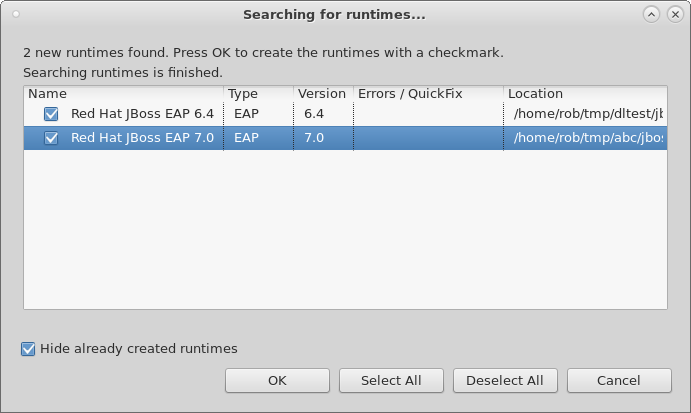 Searching for runtimes...
2 new runtimes found. Press OK to create the runtimes with a checkmark.
Searching runtimes is finished.
Name Type Version Errors / QuickFix Location
Red Hat JBoss EAP 6.4 EAP 6.4 /home/rob/tmp/dltest/jb
Red Hat JBoss EAP 7.0 EAP 7.0 /home/rob/tmp/abc/jbos
Hide already created runtimes
OK Select All Deselect All Cancel